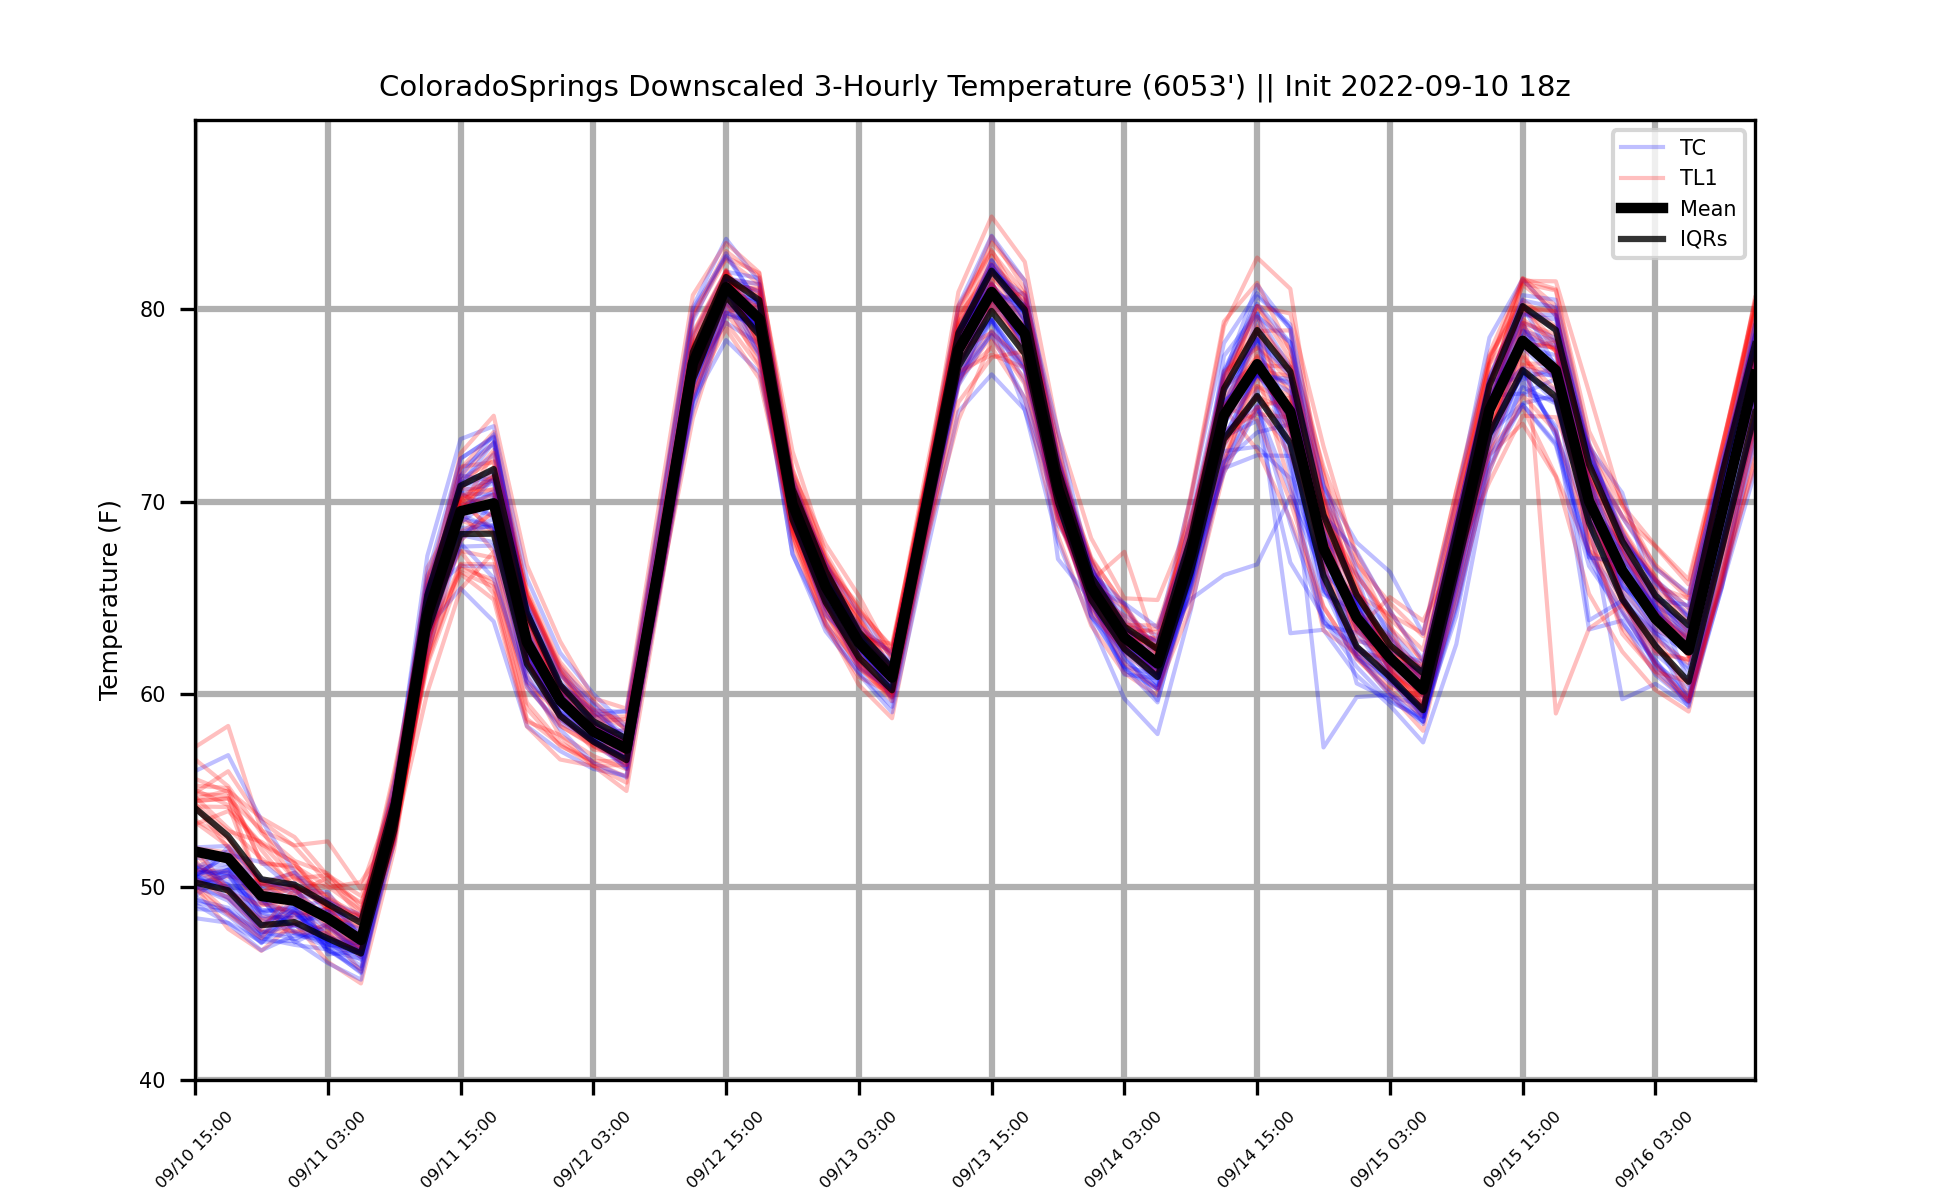 ColoradoSprings Downscaled 3-Hourly Temperature (6053') || Init 2022-09-10 18z
TC
TL1
Mean
IQRs
Temperature (F)
80
70
60
50
40
09/10 15:00
09/11 03:00
09/11 15:00
09/12 03:00
09/12 15:00
09/13 03:00
09/13 15:00
09/14 03:00
09/14 15:00
09/15 03:00
09/15 15:00
09/16 03:00